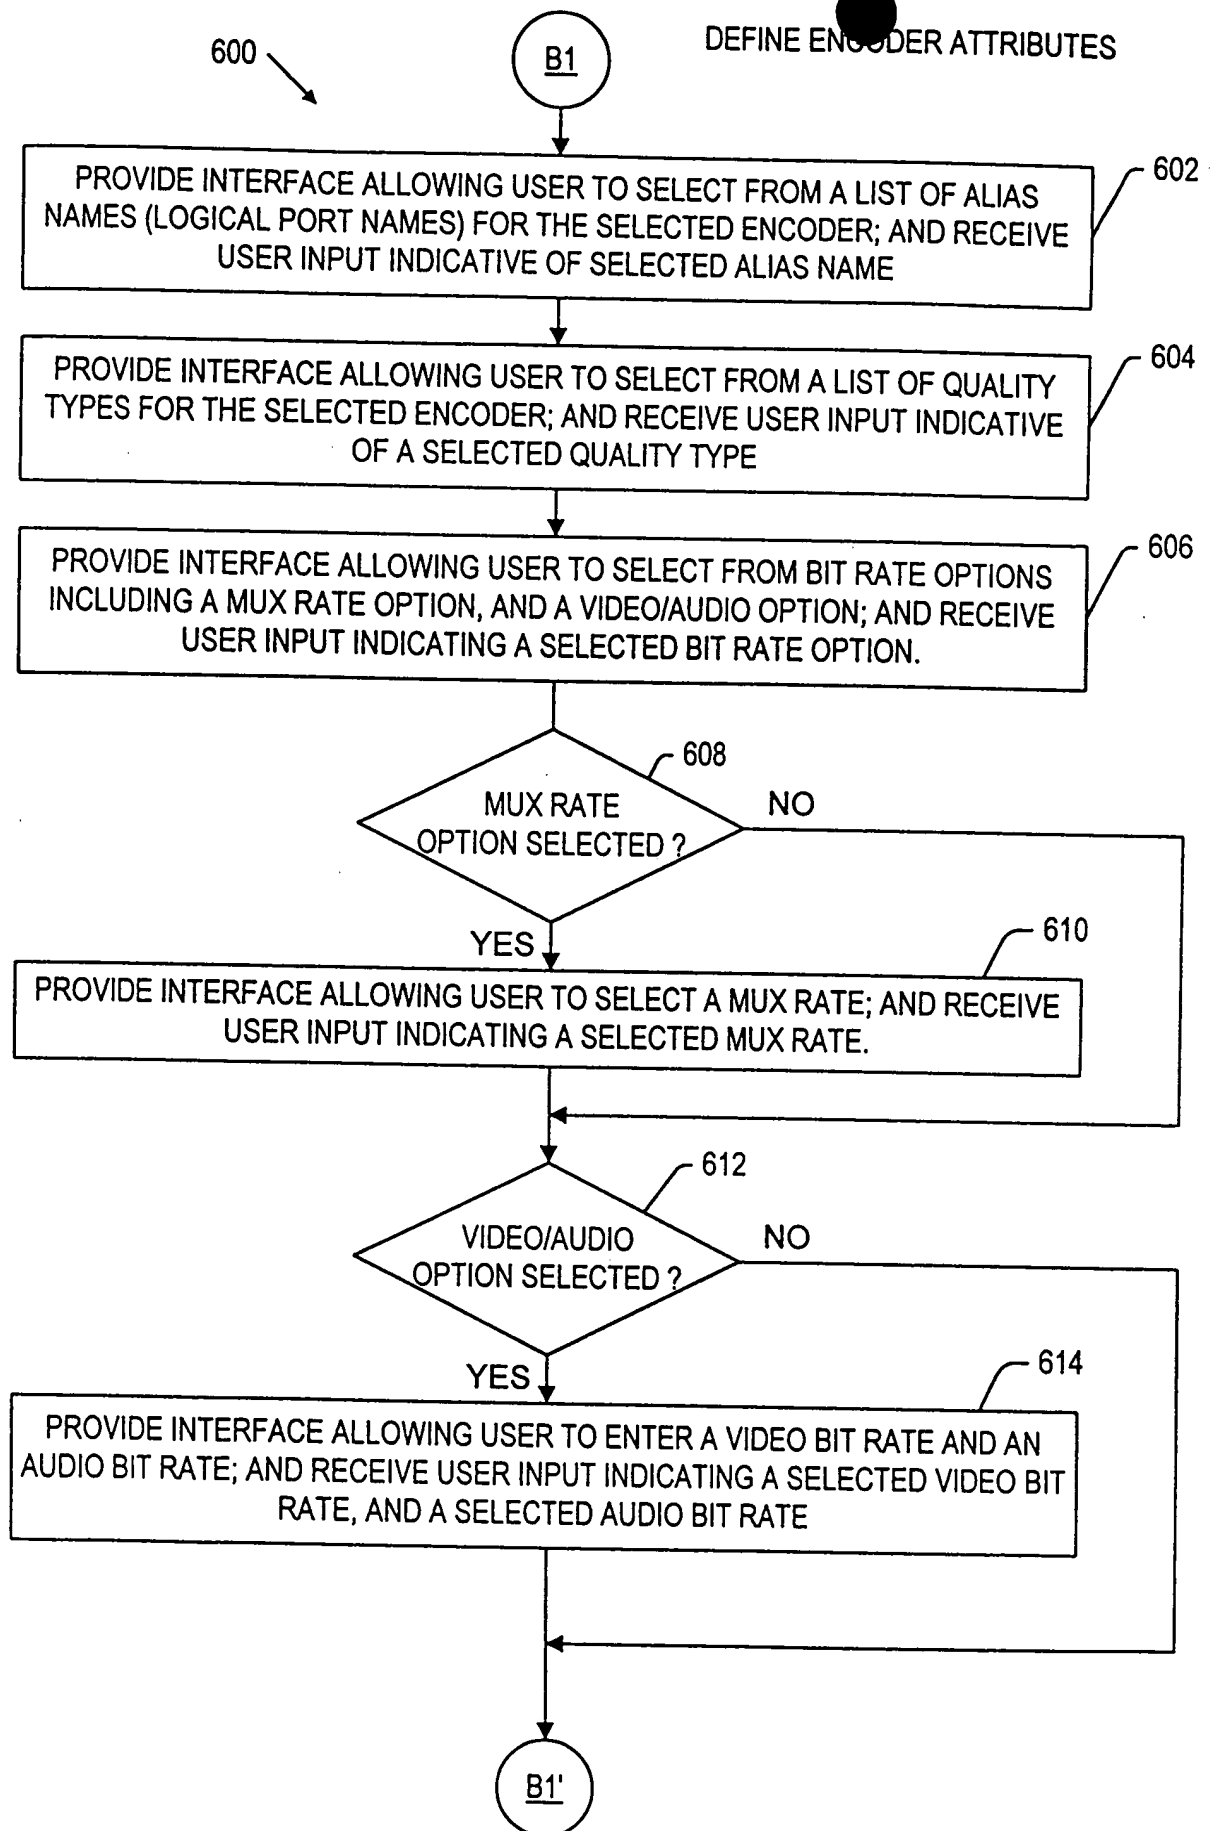 600
B1
DEFINE ENCODER ATTRIBUTES
602
PROVIDE INTERFACE ALLOWING USER TO SELECT FROM A LIST OF ALIAS
NAMES (LOGICAL PORT NAMES) FOR THE SELECTED ENCODER; AND RECEIVE
USER INPUT INDICATIVE OF SELECTED ALIAS NAME
604
PROVIDE INTERFACE ALLOWING USER TO SELECT FROM A LIST OF QUALITY
TYPES FOR THE SELECTED ENCODER; AND RECEIVE USER INPUT INDICATIVE
OF A SELECTED QUALITY TYPE
606
PROVIDE INTERFACE ALLOWING USER TO SELECT FROM BIT RATE OPTIONS
INCLUDING A MUX RATE OPTION, AND A VIDEO/AUDIO OPTION; AND RECEIVE
USER INPUT INDICATING A SELECTED BIT RATE OPTION.
608
MUX RATE
OPTION SELECTED ?
NO
YES
610
PROVIDE INTERFACE ALLOWING USER TO SELECT A MUX RATE; AND RECEIVE
USER INPUT INDICATING A SELECTED MUX RATE.
612
VIDEO/AUDIO
OPTION SELECTED ?
NO
YES
614
PROVIDE INTERFACE ALLOWING USER TO ENTER A VIDEO BIT RATE AND AN
AUDIO BIT RATE; AND RECEIVE USER INPUT INDICATING A SELECTED VIDEO BIT
RATE, AND A SELECTED AUDIO BIT RATE
B1'